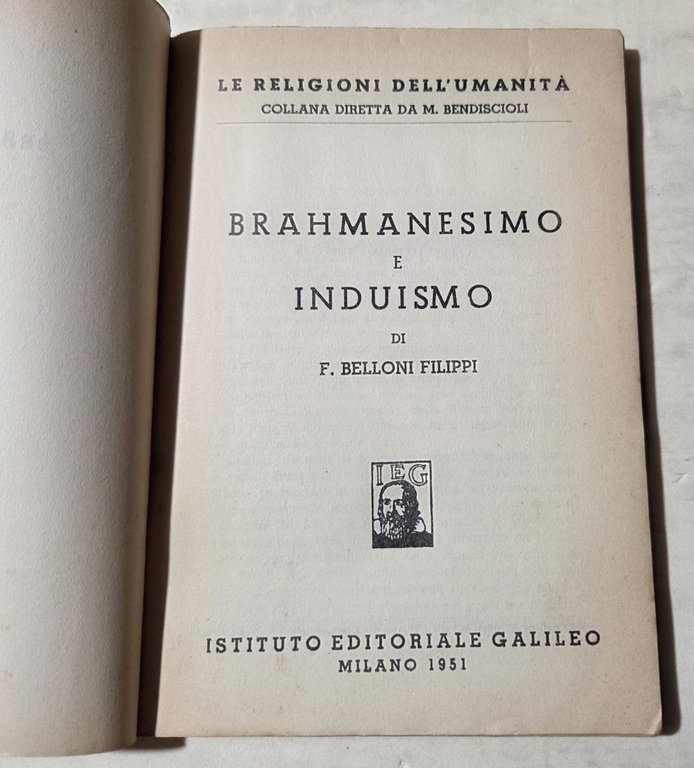 LE RELIGIONI DELL'UMANITÀ
COLLANA DIRETTA DA M. BENDISCIOLI
BRAHMANESIMO
E
INDUISMO
DI
F. BELLONI FILIPPI
IEG
ISTITUTO EDITORIALE GALILEO
MILANO 1951